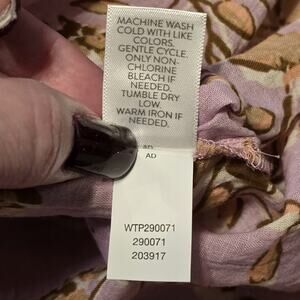 MACHINE WASH
COLD WITH LIKE
COLORS.
GENTLE CYCLE.
ONLY NON-
CHLORINE
BLEACH IF
NEEDED.
TUMBLE DRY
LOW.
WARM IRON IF
NEEDED.
AD
AD
WTP290071
290071
203917